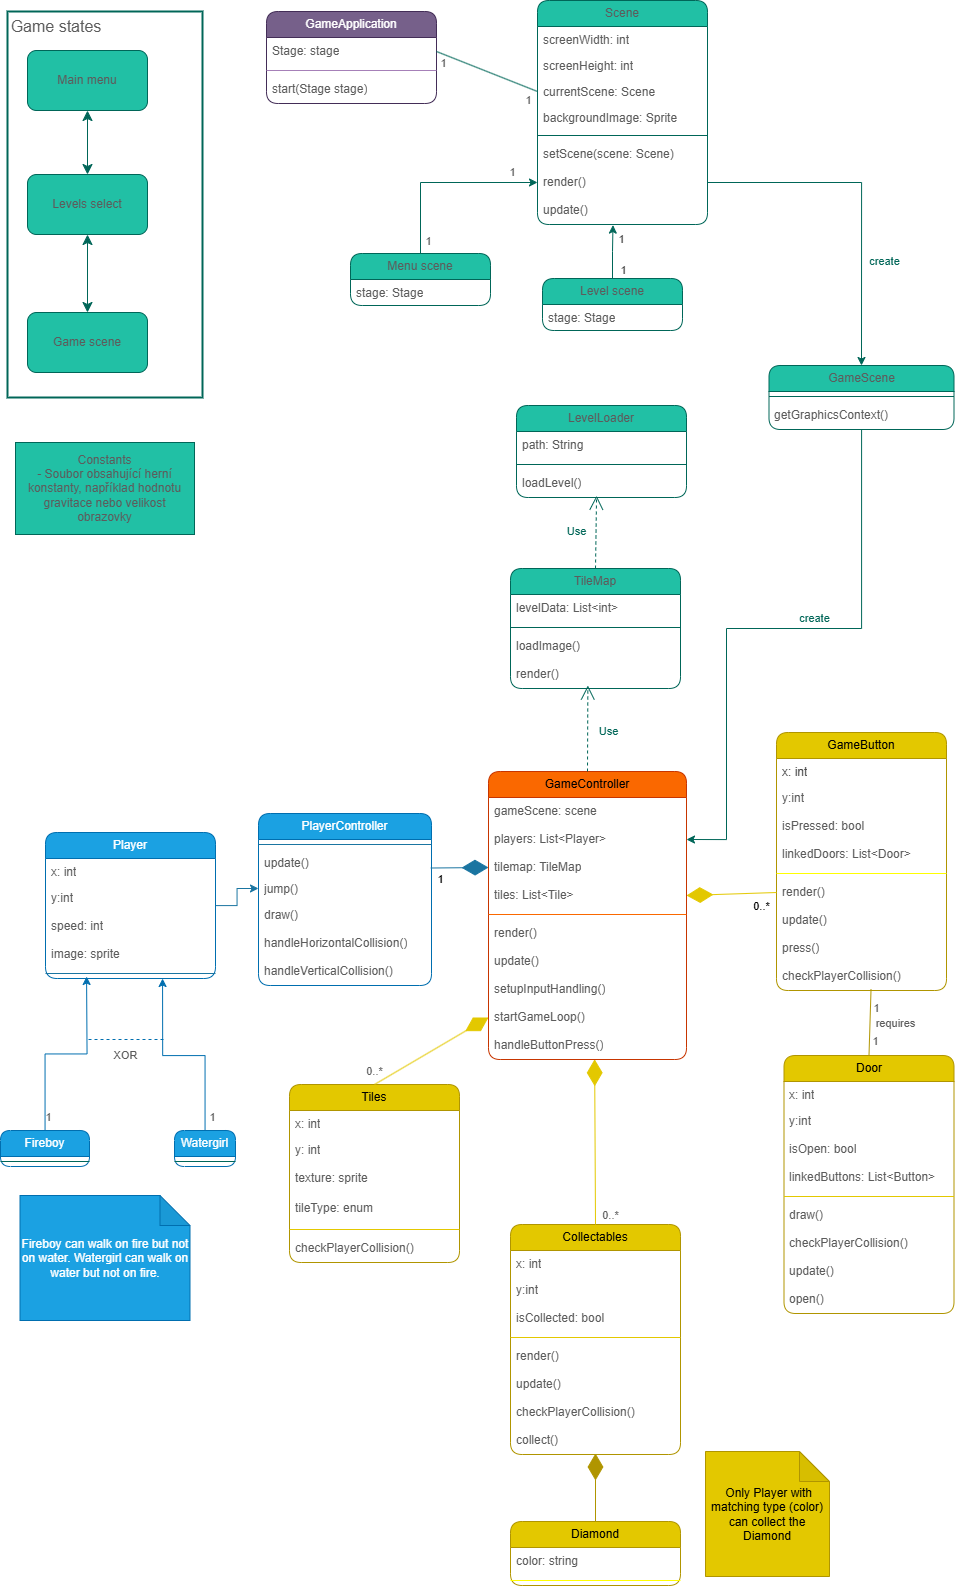 Game states
Main menu
Levels select
Game scene
Constants
- Soubor obsahující herní
konstanty, například hodnotu
gravitace nebo velikost
obrazovky
GameApplication
Stage: stage
start(Stage stage)
1
1
Scene
screenWidth: int
screenHeight: int
currentScene: Scene
backgroundImage: Sprite
setScene(scene: Scene)
render()
update()
1
1
Menu scene
stage: Stage
1
1
Level scene
stage: Stage
create
GameScene
getGraphicsContext()
LevelLoader
path: String
loadLevel()
Use
TileMap
levelData: List<int>
loadImage()
render()
create
Use
GameController
gameScene: scene
players: List<Player>
tilemap: TileMap
tiles: List<Tile>
render()
update()
setupInputHandling()
startGameLoop()
handleButtonPress()
PlayerController
update()
jump()
draw()
handleHorizontalCollision()
handleVerticalCollision()
1
Player
x: int
y:int
speed: int
image: sprite
XOR
1
1
Fireboy
Watergirl
Fireboy can walk on fire but not
on water. Watergirl can walk on
water but not on fire.
GameButton
x: int
y:int
isPressed: bool
linkedDoors: List<Door>
render()
update()
press()
checkPlayerCollision()
0..*
1
requires
1
Door
x: int
y:int
isOpen: bool
linkedButtons: List<Button>
draw()
checkPlayerCollision()
update()
open()
0..*
Tiles
x: int
y: int
texture: sprite
tileType: enum
checkPlayerCollision()
0..*
Collectables
x: int
y:int
isCollected: bool
render()
update()
checkPlayerCollision()
collect()
Diamond
color: string
Only Player with
matching type (color)
can collect the
Diamond